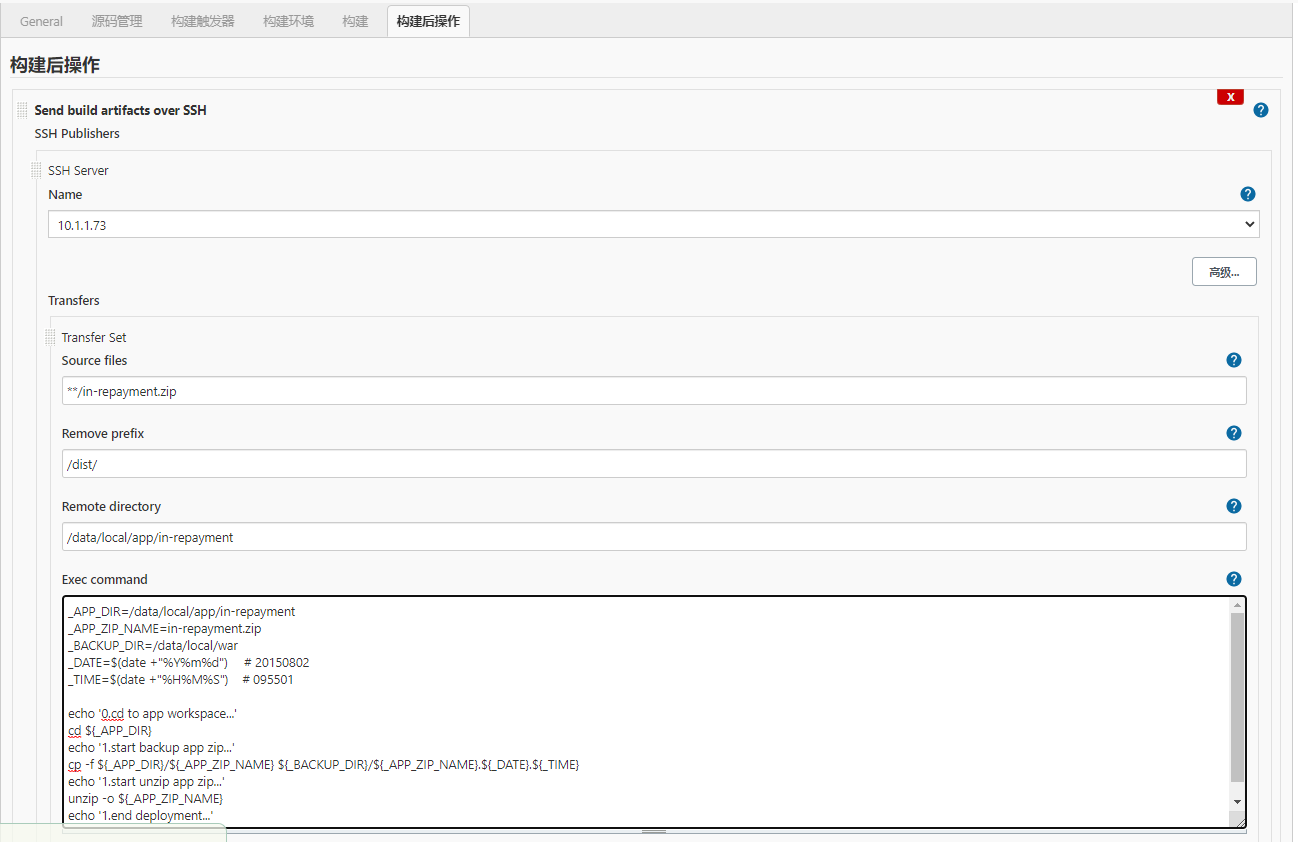 General 源码管理 构建触发器 构建环境 构建 构建后操作
构建后操作
X
Send build artifacts over SSH
?
SSH Publishers
SSH Server
Name
?
10.1.1.73
高级...
Transfers
Transfer Set
Source files
?
**/in-repayment.zip
Remove prefix
?
/dist/
Remote directory
?
/data/local/app/in-repayment
Exec command
?
_APP_DIR=/data/local/app/in-repayment
_APP_ZIP_NAME=in-repayment.zip
_BACKUP_DIR=/data/local/war
_DATE=$(date +"%Y%m%d")    # 20150802
_TIME=$(date +"%H%M%S")    # 095501
echo '0.cd to app workspace...'
cd ${_APP_DIR}
echo '1.start backup app zip...'
cp -f ${_APP_DIR}/${_APP_ZIP_NAME} ${_BACKUP_DIR}/${_APP_ZIP_NAME}.${_DATE}.${_TIME}
echo '1.start unzip app zip...'
unzip -o ${_APP_ZIP_NAME}
echo '1.end deployment...'